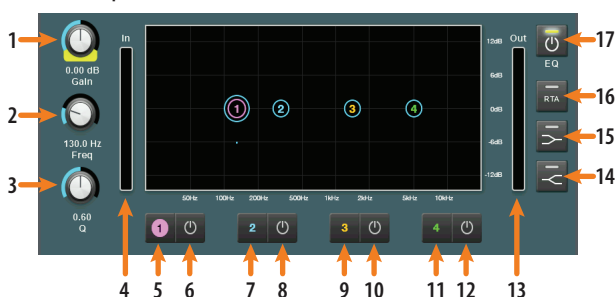 1
In
Out
17
12dB
0.00 dB
Gain
EQ
6dB
2
1
2
3
4
0dB
RTA
16
130.0 Hz
Freq
-6dB
15
3
-12dB
14
0.60
Q
50Hz 100Hz 200Hz 500Hz 1kHz 2kHz 5kHz 10kHz
1 2 3 4
4 5 6 7 8 9 10 11 12 13